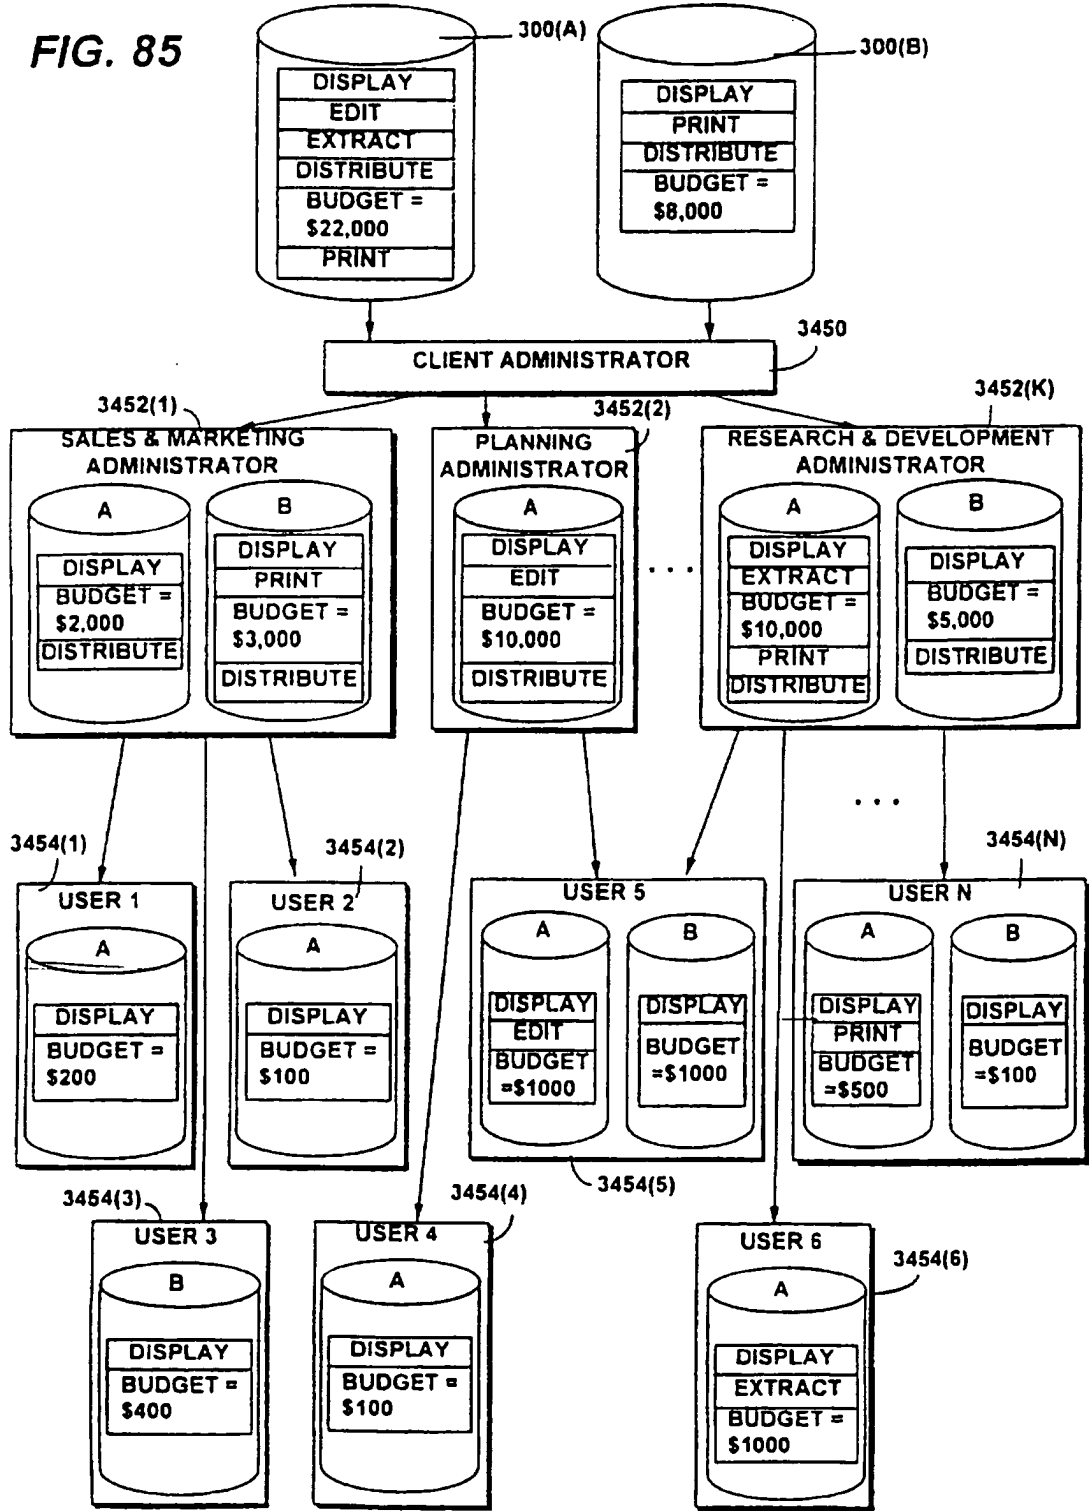 FIG. 85
300(A)
DISPLAY
EDIT
EXTRACT
DISTRIBUTE
BUDGET =
$22,000
PRINT
300(B)
DISPLAY
PRINT
DISTRIBUTE
BUDGET =
$8,000
CLIENT ADMINISTRATOR
3450
3452(1)
SALES & MARKETING
ADMINISTRATOR
A
DISPLAY
BUDGET =
$2,000
DISTRIBUTE
B
DISPLAY
PRINT
BUDGET =
$3,000
DISTRIBUTE
3452(2)
PLANNING
ADMINISTRATOR
A
DISPLAY
EDIT
BUDGET =
$10,000
DISTRIBUTE
. . .
3452(K)
RESEARCH & DEVELOPMENT
ADMINISTRATOR
A
DISPLAY
EXTRACT
BUDGET =
$10,000
PRINT
DISTRIBUTE
B
DISPLAY
BUDGET =
$5,000
DISTRIBUTE
. . .
3454(1)
USER 1
A
DISPLAY
BUDGET =
$200
3454(2)
USER 2
A
DISPLAY
BUDGET =
$100
USER 5
A
DISPLAY
EDIT
BUDGET
=$1000
B
DISPLAY
BUDGET
=$1000
3454(5)
3454(N)
USER N
A
DISPLAY
PRINT
BUDGET
=$500
B
DISPLAY
BUDGET
=$100
3454(3)
USER 3
B
DISPLAY
BUDGET =
$400
3454(4)
USER 4
A
DISPLAY
BUDGET =
$100
3454(6)
USER 6
A
DISPLAY
EXTRACT
BUDGET =
$1000